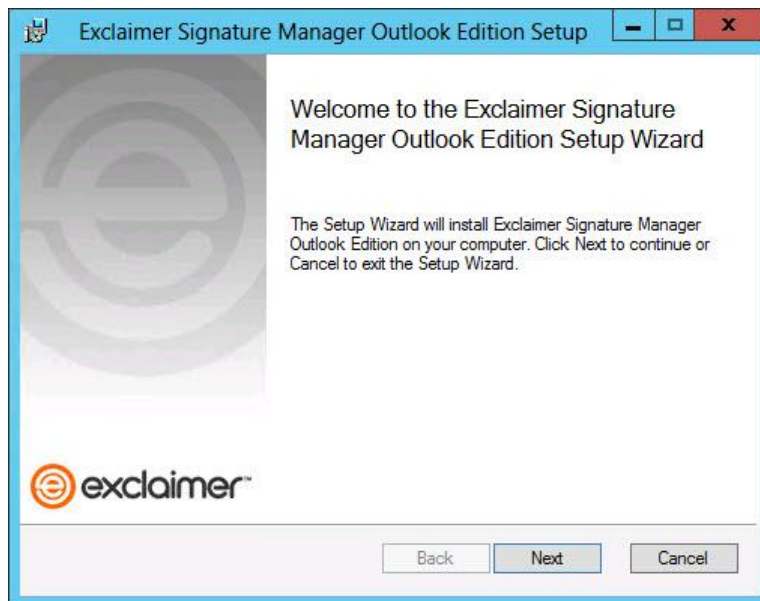 Exclaimer Signature Manager Outlook Edition Setup
Welcome to the Exclaimer Signature
Manager Outlook Edition Setup Wizard
The Setup Wizard will install Exclaimer Signature Manager
Outlook Edition on your computer. Click Next to continue or
Cancel to exit the Setup Wizard.
exclaimer™
Back Next Cancel